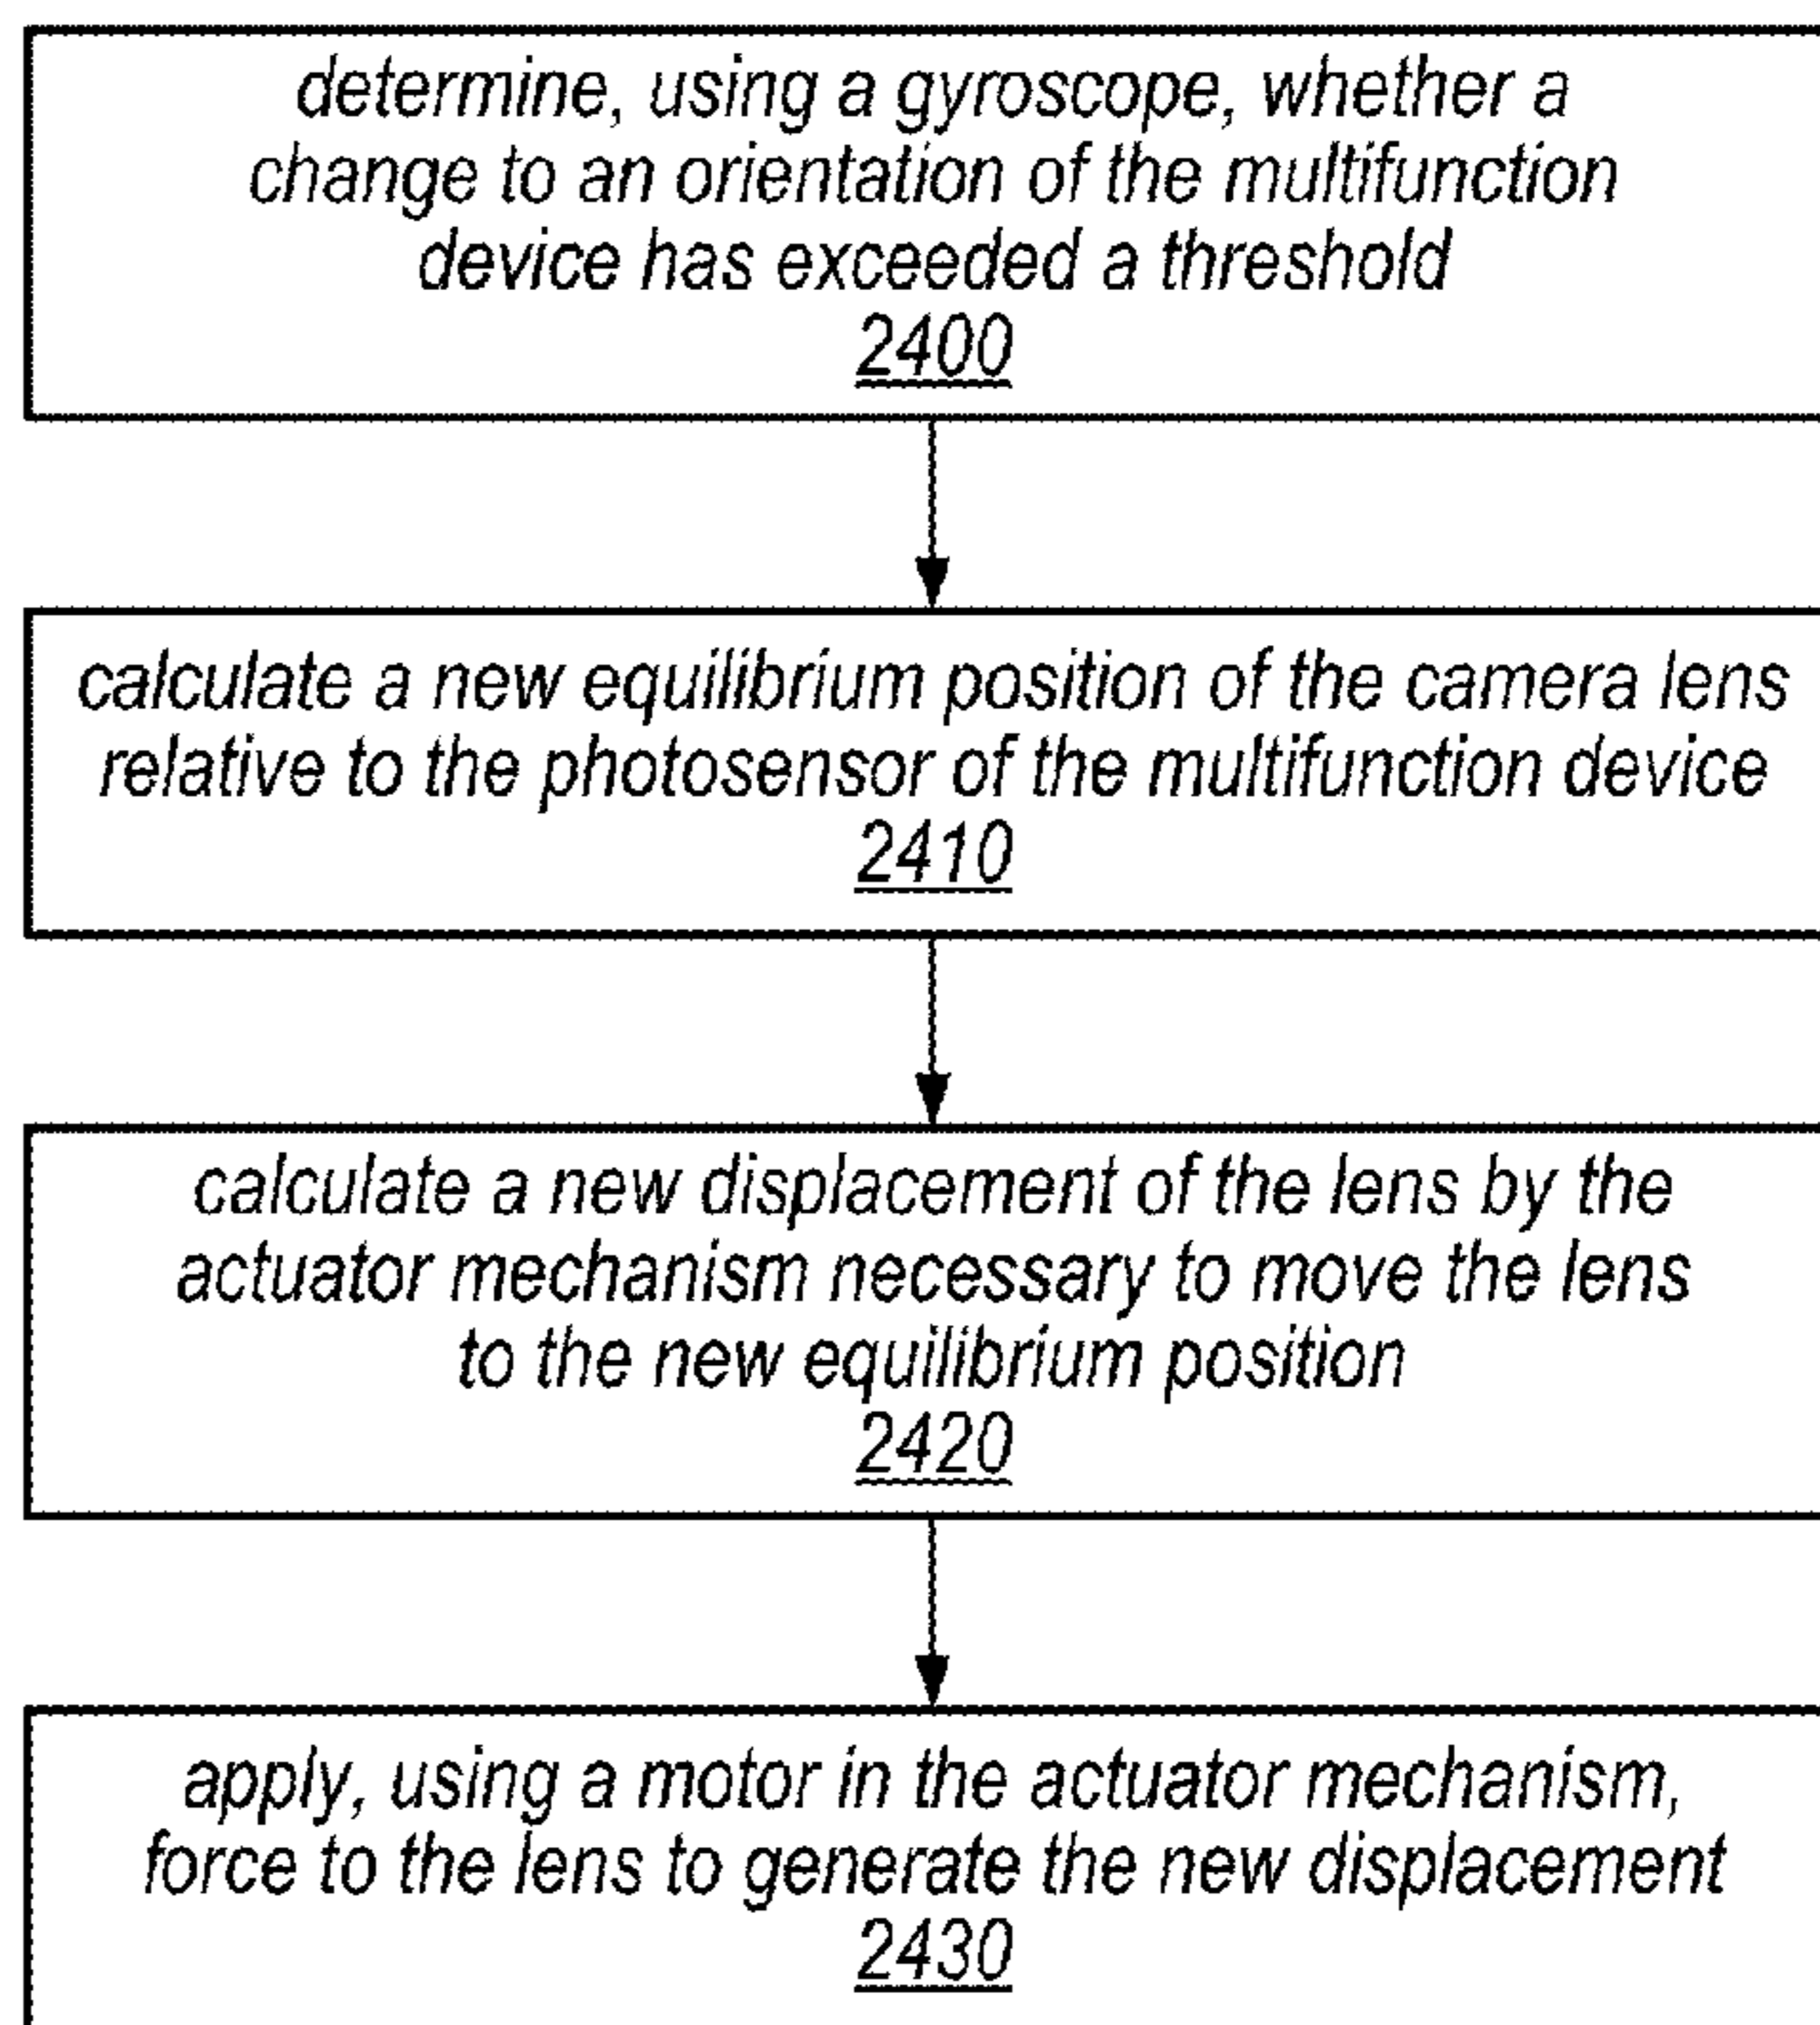 determine, using a gyroscope, whether a
change to an orientation of the multifunction
device has exceeded a threshold
2400
calculate a new equilibrium position of the camera lens
relative to the photosensor of the multifunction device
2410
calculate a new displacement of the lens by the
actuator mechanism necessary to move the lens
to the new equilibrium position
2420
apply, using a motor in the actuator mechanism,
force to the lens to generate the new displacement
2430